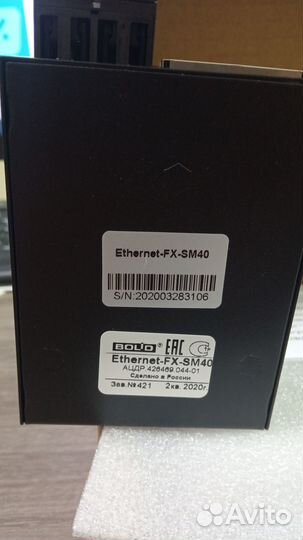 Ethernet-FX-SM40
S/N:202003283106
BOLID® EAC
Ethernet-FX-SM40
АЦДР 426469.044-01
Сделано в России
Зав.№421 2кв. 2020г.
Avito